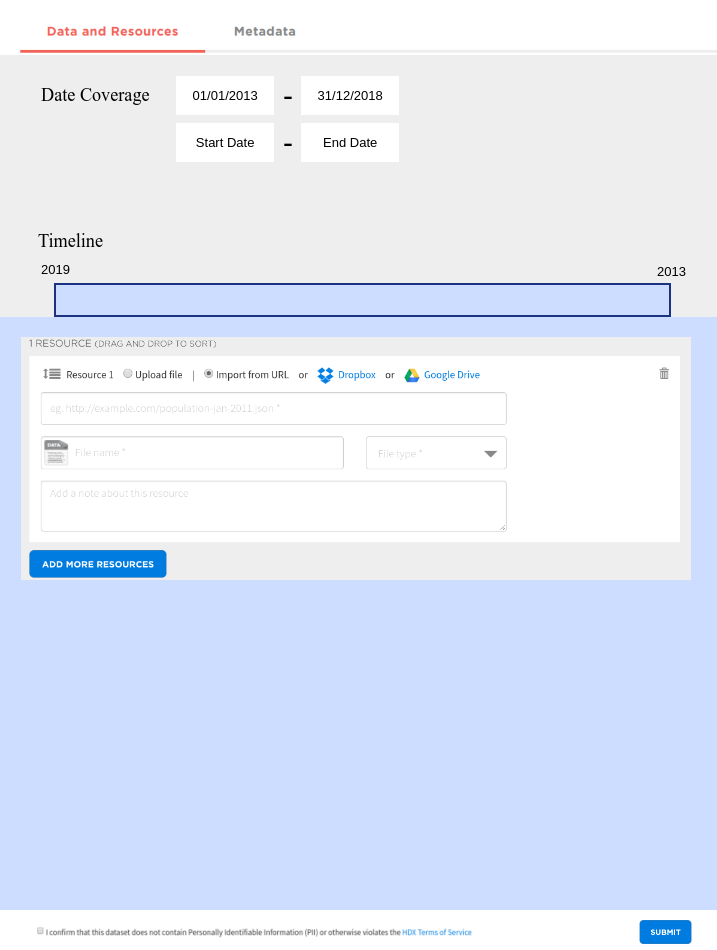 Data and Resources Metadata
Date Coverage 01/01/2013 - 31/12/2018
Start Date - End Date
Timeline
2019 2013
1 RESOURCE (DRAG AND DROP TO SORT)
Resource 1 Upload file | Import from URL or Dropbox or Google Drive
eg. http://example.com/population-jan-2011.json *
DATA File name * File type *
Add a note about this resource
ADD MORE RESOURCES
I confirm that this dataset does not contain Personally Identifiable Information (PII) or otherwise violates the HDX Terms of Service SUBMIT